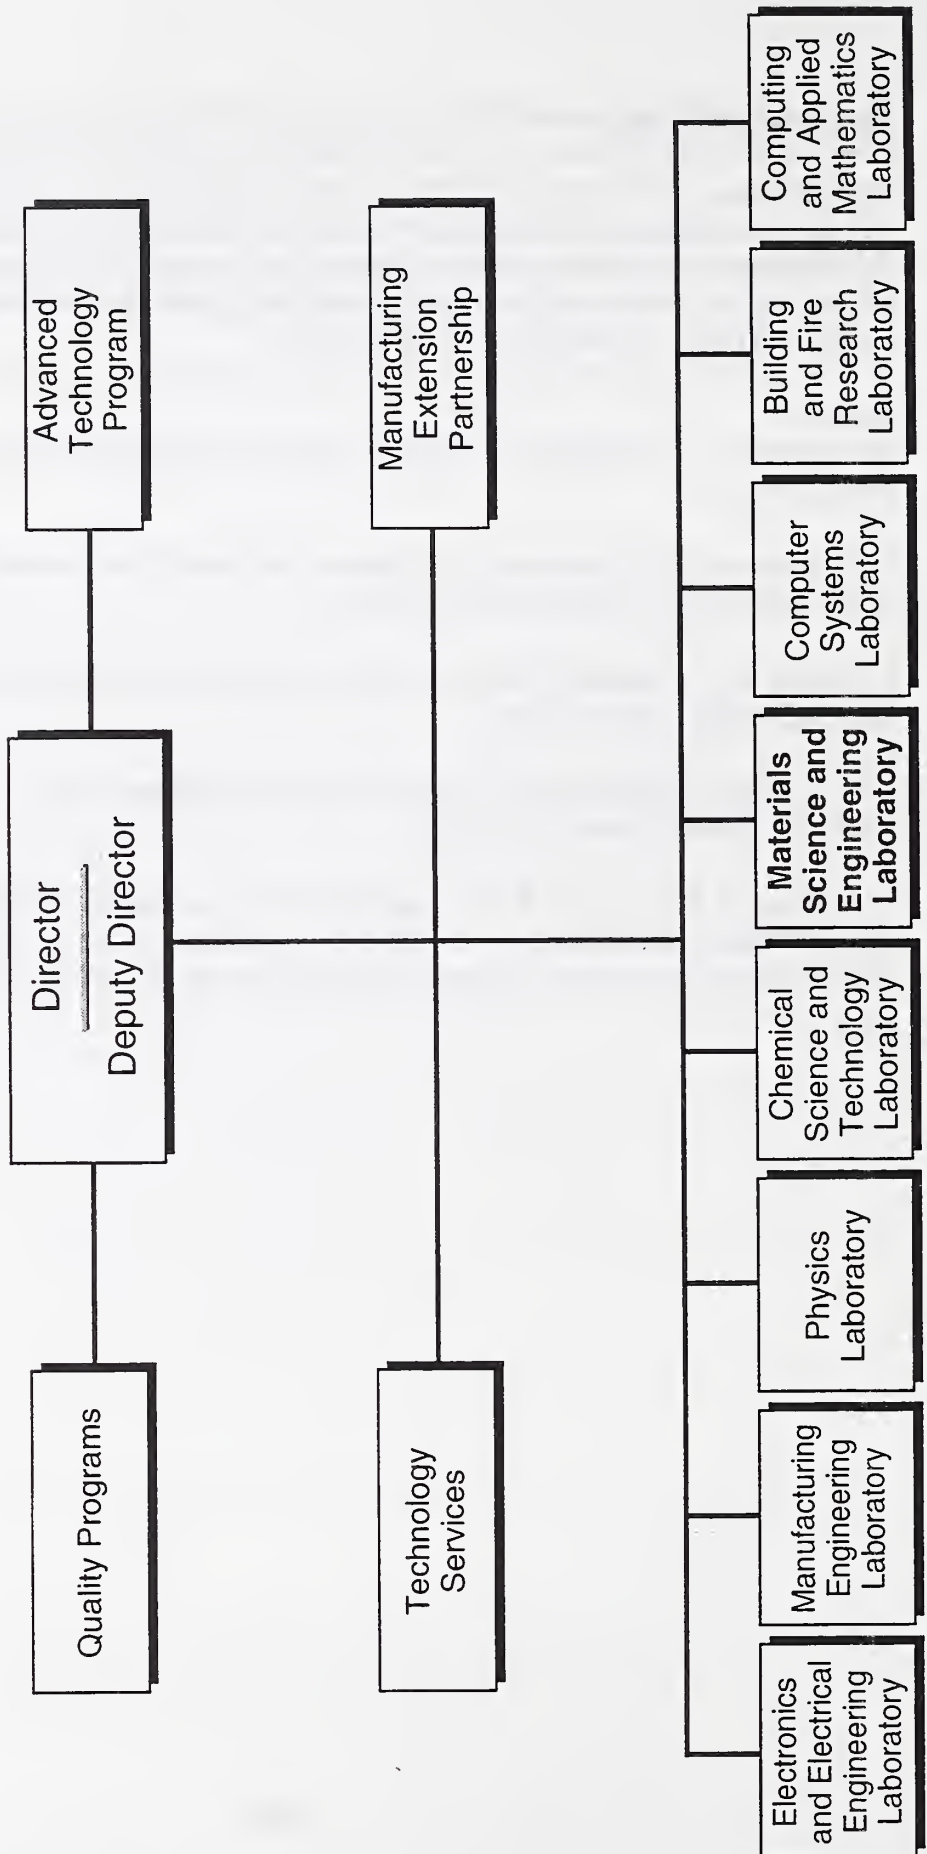 Director
Deputy Director
Quality Programs
Advanced
Technology
Program
Technology
Services
Manufacturing
Extension
Partnership
Electronics
and Electrical
Engineering
Laboratory
Manufacturing
Engineering
Laboratory
Physics
Laboratory
Chemical
Science and
Technology
Laboratory
Materials
Science and
Engineering
Laboratory
Computer
Systems
Laboratory
Building
and Fire
Research
Laboratory
Computing
and Applied
Mathematics
Laboratory